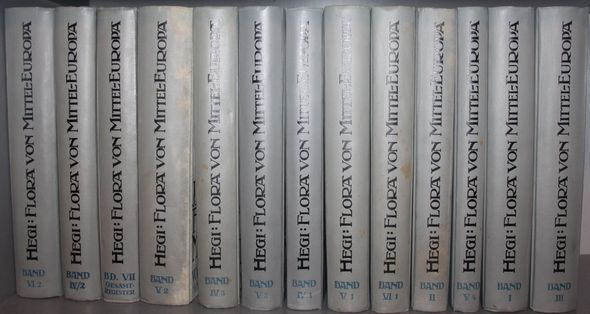 HEGI: FLORA VON MITTEL-EUROPA
BAND
VI.2
HEGI: FLORA VON MITTEL-EUROPA
BAND
IV/2
HEGI: FLORA VON MITTEL-EUROPA
BD. VII
GESAMT-
REGISTER
HEGI: FLORA VON MITTEL-EUROPA
BAND
V.2
HEGI: FLORA VON MITTEL-EUROPA
BAND
IV.3
HEGI: FLORA VON MITTEL-EUROPA
BAND
HEGI: FLORA VON MITTEL-EUROPA
BAND
IV.1
HEGI: FLORA VON MITTEL-EUROPA
BAND
V.1
HEGI: FLORA VON MITTEL-EUROPA
BAND
VI.1
HEGI: FLORA VON MITTEL-EUROPA
BAND
II
HEGI: FLORA VON MITTEL-EUROPA
BAND
V.4
HEGI: FLORA VON MITTEL-EUROPA
BAND
I
HEGI: FLORA VON MITTEL-EUROPA
BAND
III